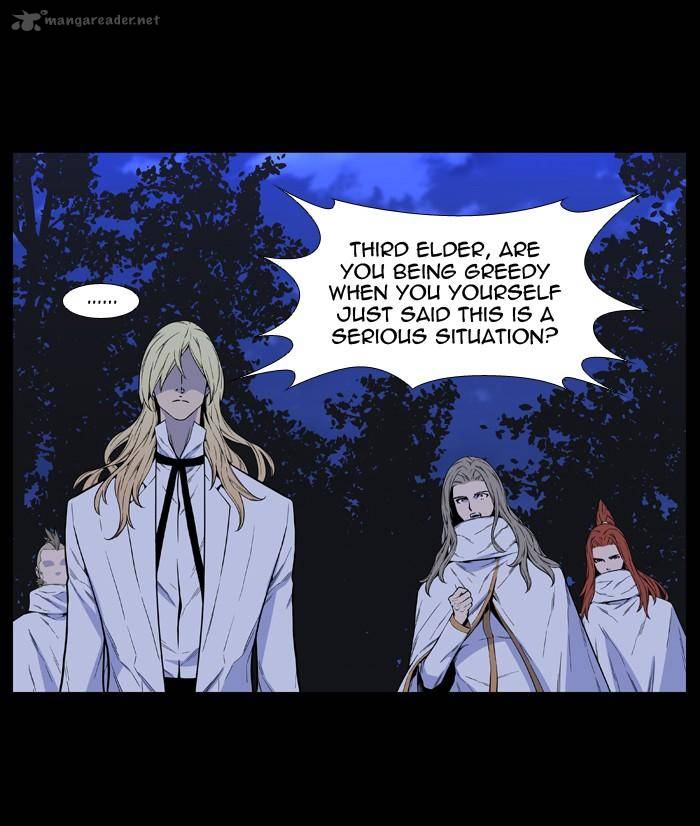 mangareader.net
......
THIRD ELDER, ARE
YOU BEING GREEDY
WHEN YOU YOURSELF
JUST SAID THIS IS A
SERIOUS SITUATION?